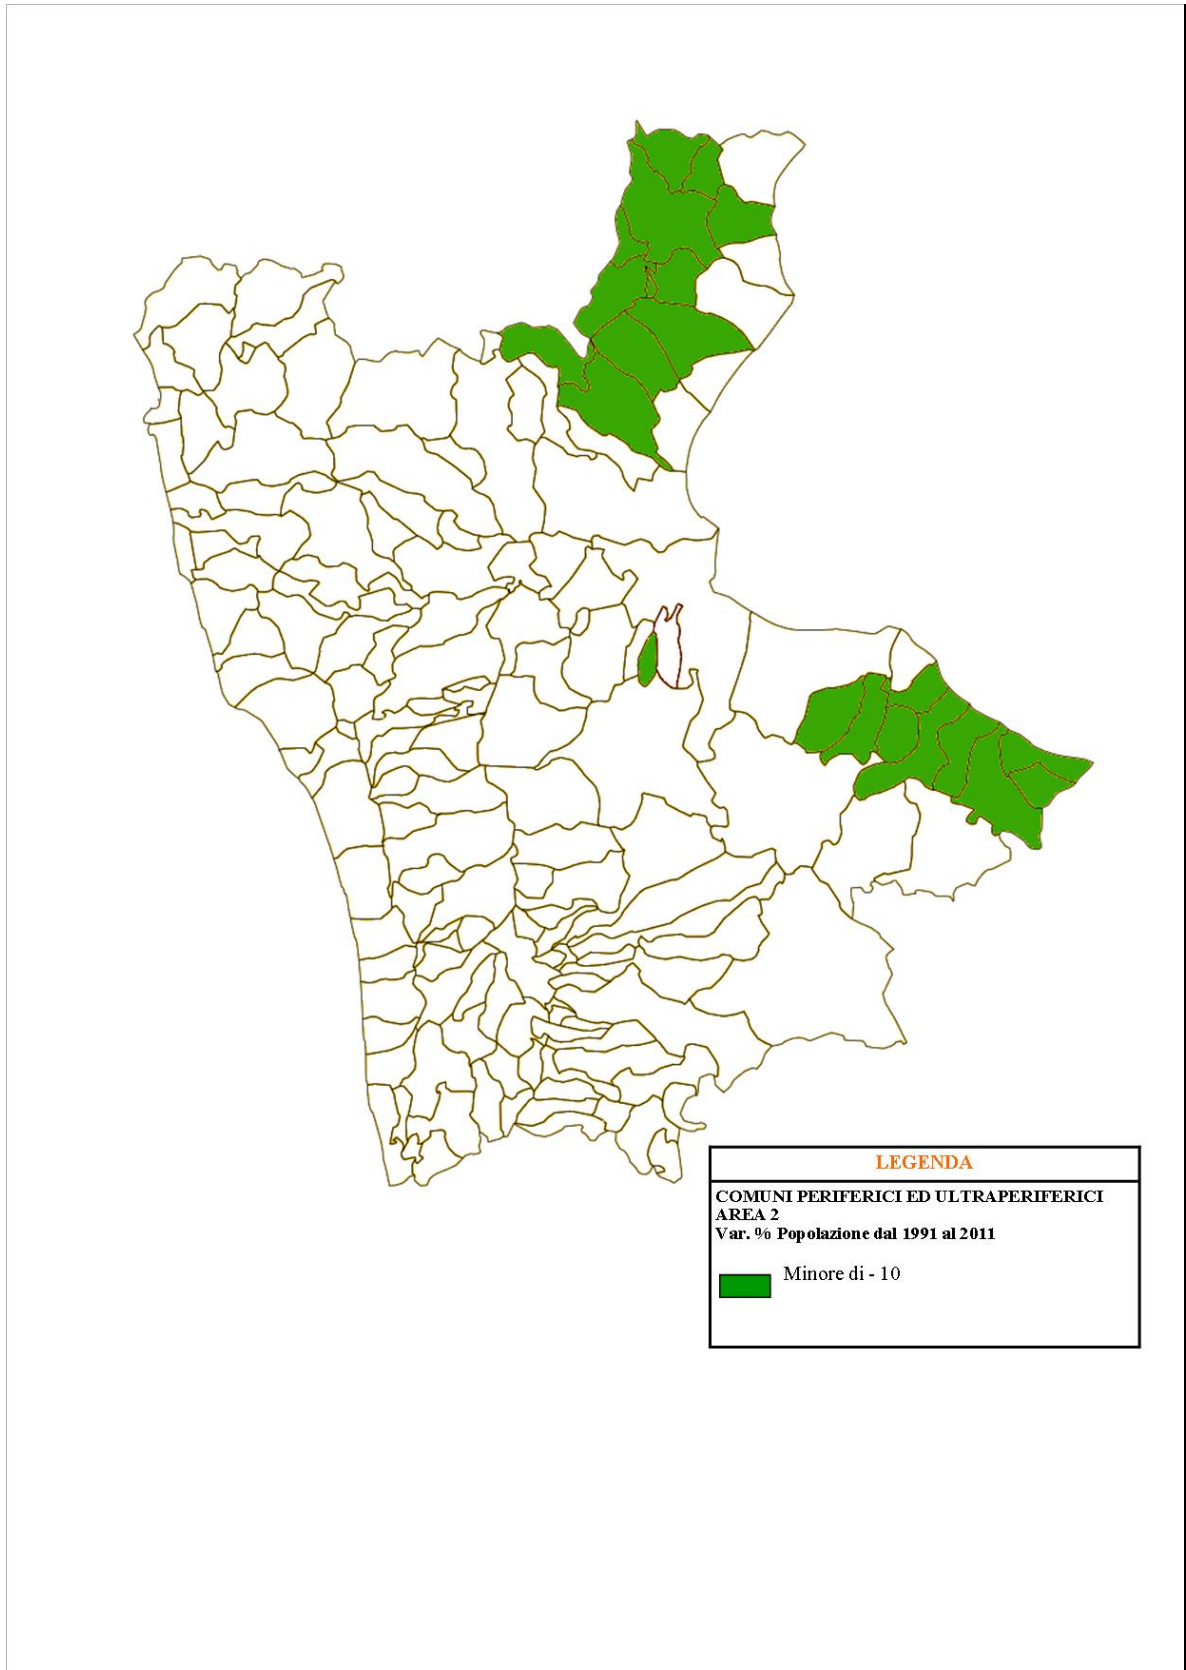 LEGENDA
COMUNI PERIFERICI ED ULTRAPERIFERICI
AREA 2
Var. % Popolazione dal 1991 al 2011
Minore di - 10